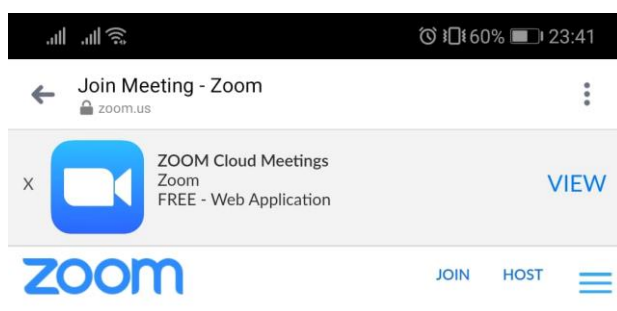 60% 23:41
Join Meeting - Zoom
zoom.us
X
ZOOM Cloud Meetings
Zoom
FREE - Web Application
VIEW
zoom JOIN HOST